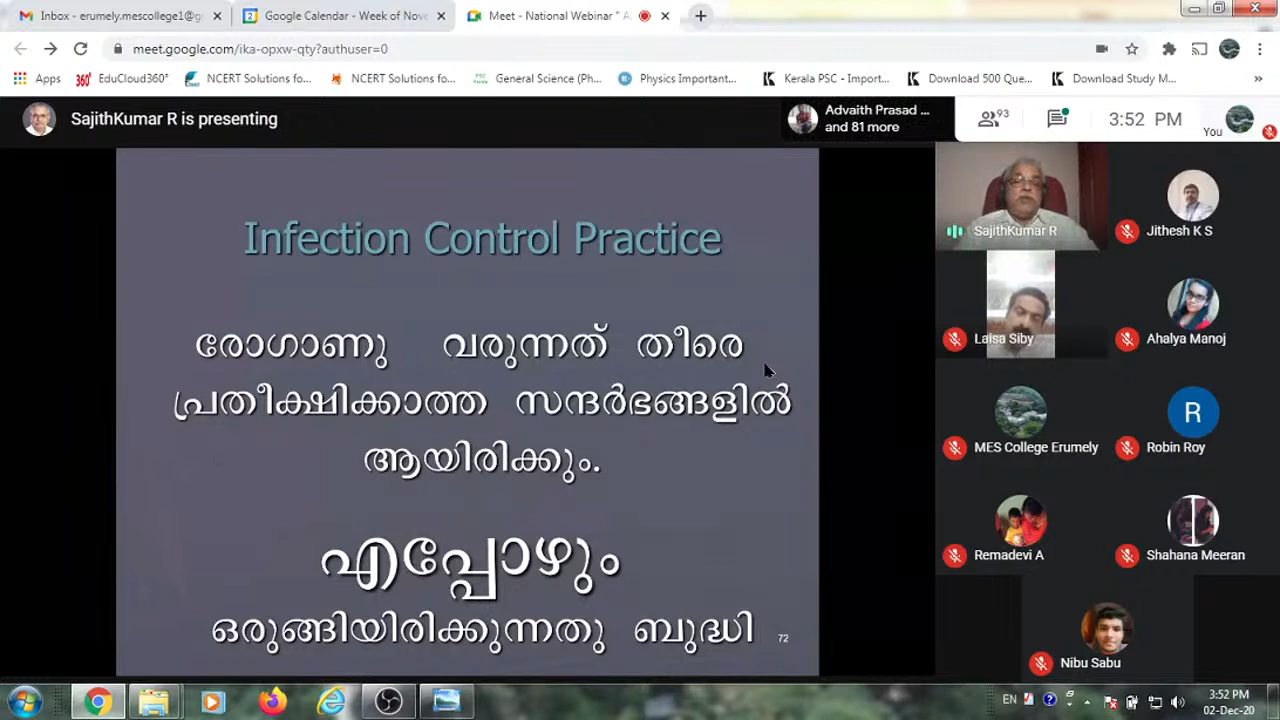 Inbox - erumely.mescollege1@g
Google Calendar - Week of Nove
Meet - National Webinar "
meet.google.com/ika-opxw-qty?authuser=0
Apps
EduCloud360°
NCERT Solutions fo...
NCERT Solutions fo...
General Science (Ph...
Physics Important...
Kerala PSC - Import...
Download 500 Que...
Download Study M...
»
SajithKumar R is presenting
Advaith Prasad ...
and 81 more
93
3:52 PM
You
Infection Control Practice
രോഗാണു വരുന്നത് തീരെ
പ്രതീക്ഷിക്കാത്ത സന്ദർഭങ്ങളിൽ
ആയിരിക്കും.
എപ്പോഴും
ഒരുങ്ങിയിരിക്കുന്നതു ബുദ്ധി
72
SajithKumar R
Jithesh K S
Laisa Siby
Ahalya Manoj
MES College Erumely
R
Robin Roy
Remadevi A
Shahana Meeran
Nibu Sabu
EN
3:52 PM
02-Dec-20